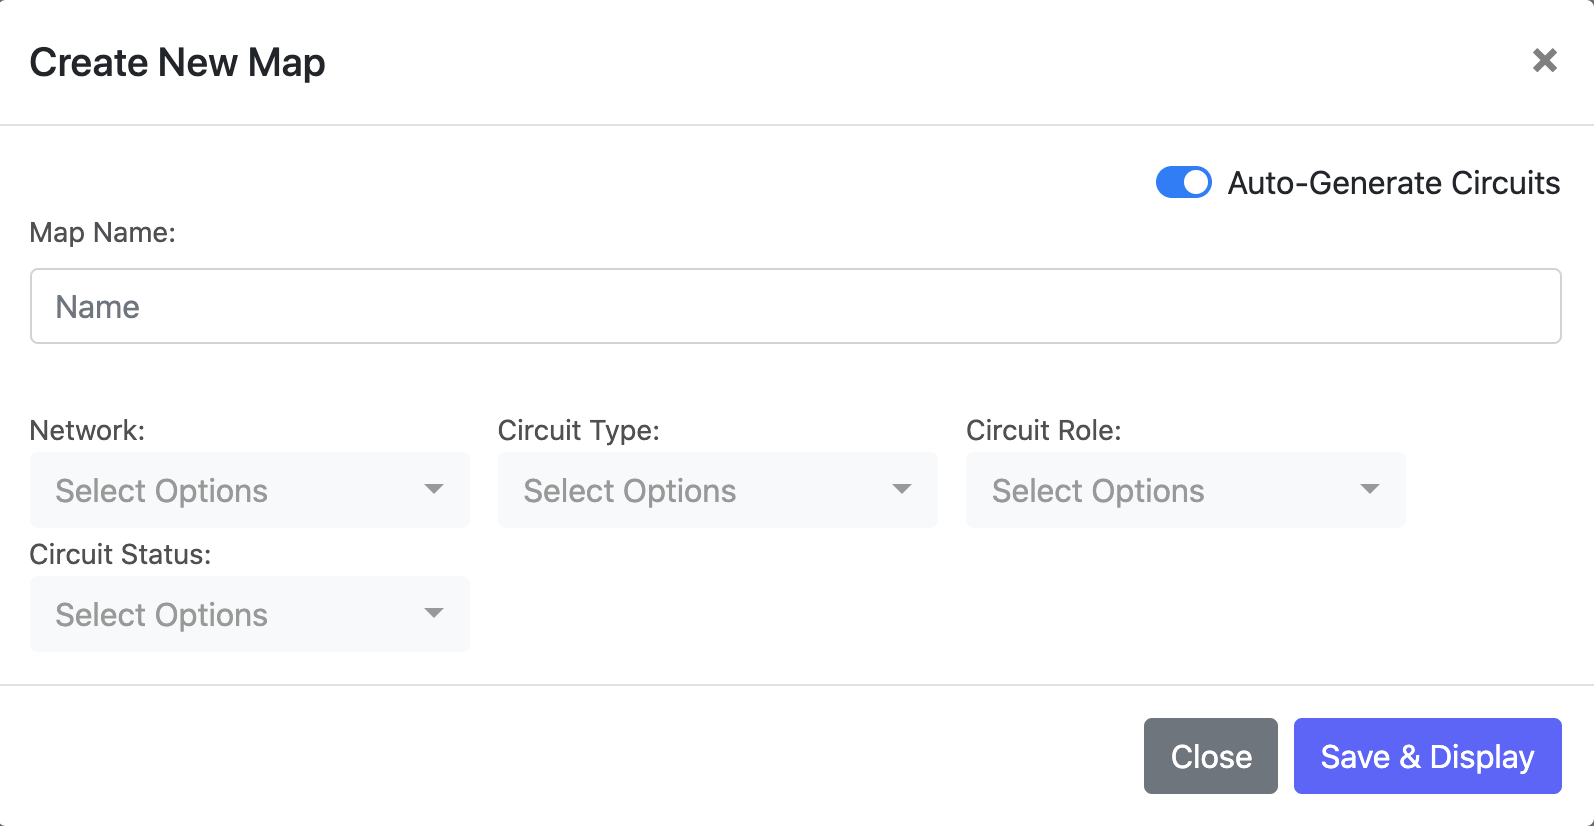 Create New Map
Auto-Generate Circuits
Map Name:
Name
Network:
Circuit Type:
Circuit Role:
Select Options
Select Options
Select Options
Circuit Status:
Select Options
Close
Save & Display